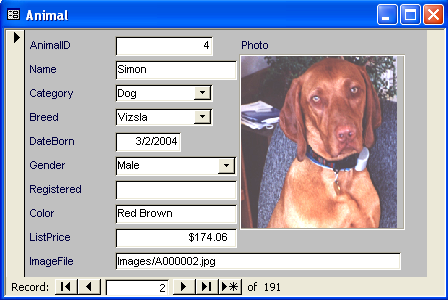 Animal
AnimalID 4 Photo
Name Simon
Category Dog
Breed Vizsla
DateBorn 3/2/2004
Gender Male
Registered
Color Red Brown
ListPrice $174.06
ImageFile Images/A000002.jpg
Record: 2 of 191